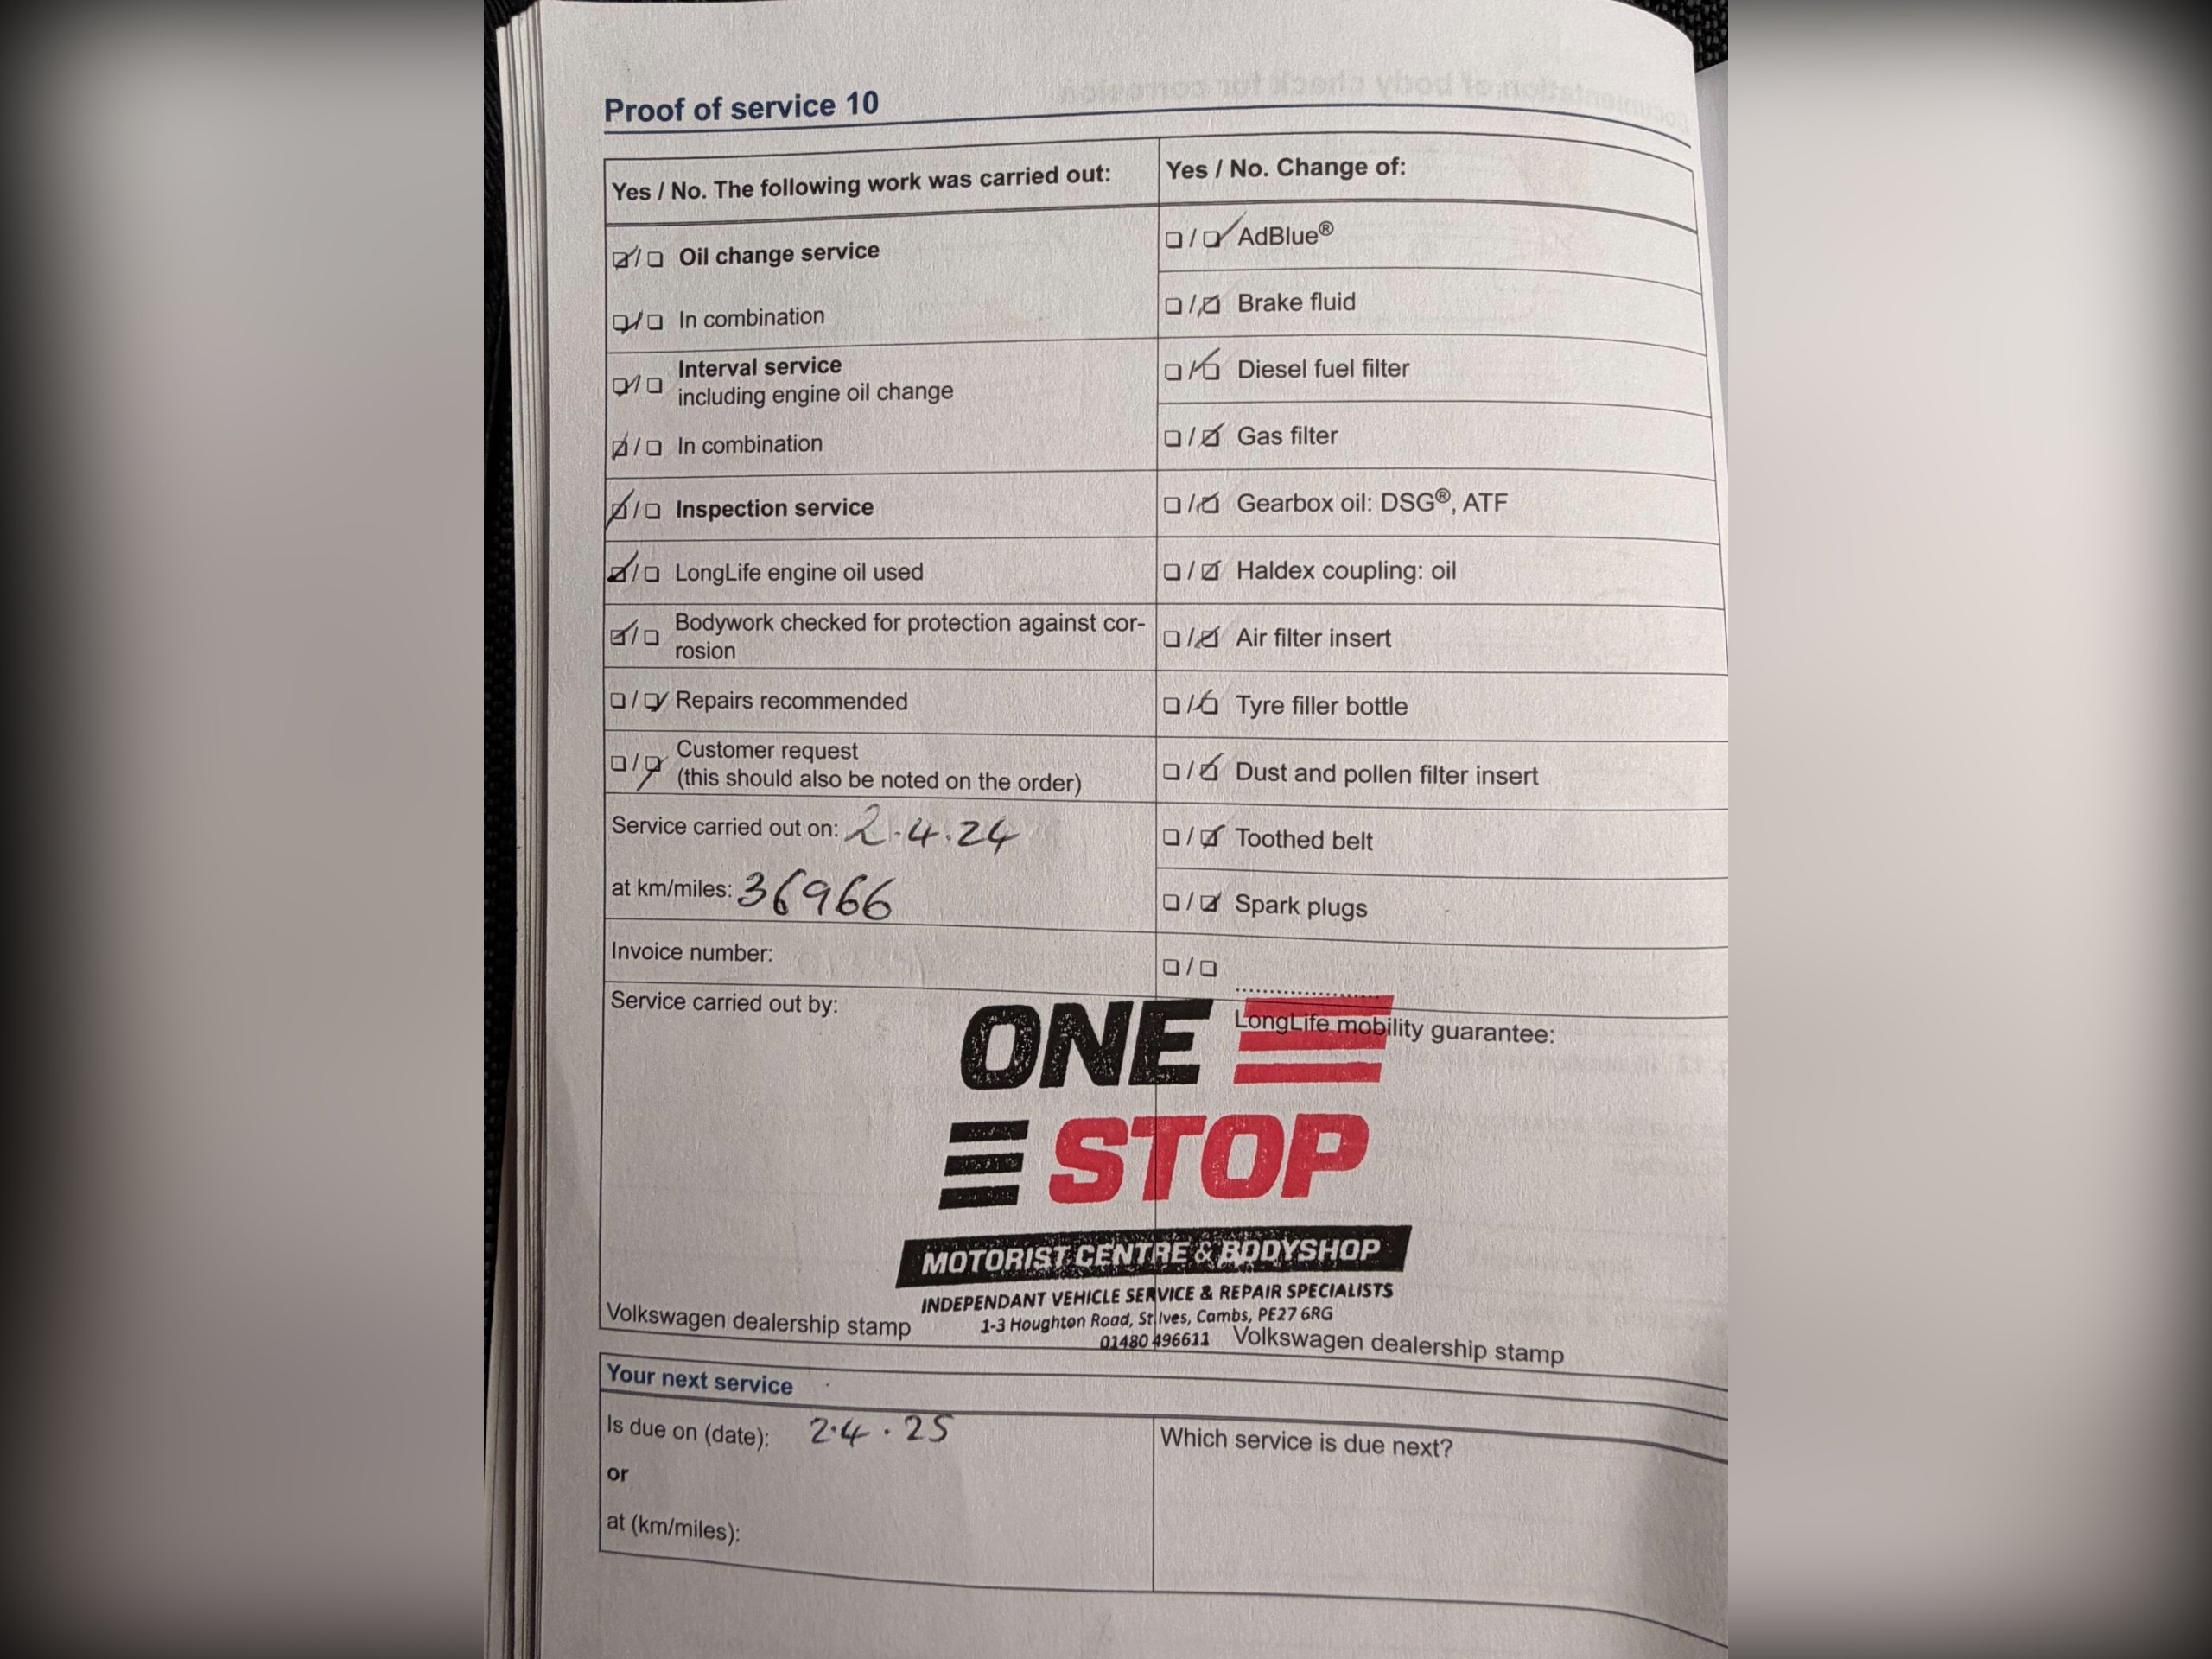 Proof of service 10
Yes / No. The following work was carried out:
☑/☐ Oil change service
☑/☐ In combination
☑/☐ Interval service
including engine oil change
☑/☐ In combination
☑/☐ Inspection service
☑/☐ LongLife engine oil used
☑/☐ Bodywork checked for protection against cor-
rosion
☐/☑ Repairs recommended
☐/☑ Customer request
(this should also be noted on the order)
Service carried out on: 2.4.24
at km/miles: 36966
Invoice number:
Service carried out by:
Yes / No. Change of:
☐/☑ AdBlue®
☐/☑ Brake fluid
☐/☑ Diesel fuel filter
☐/☑ Gas filter
☐/☑ Gearbox oil: DSG®, ATF
☐/☑ Haldex coupling: oil
☐/☑ Air filter insert
☐/☑ Tyre filler bottle
☐/☑ Dust and pollen filter insert
☐/☑ Toothed belt
☐/☑ Spark plugs
☐/☐
LongLife mobility guarantee:
ONE
STOP
MOTORIST CENTRE & BODYSHOP
INDEPENDANT VEHICLE SERVICE & REPAIR SPECIALISTS
1-3 Houghton Road, St Ives, Cambs, PE27 6RG
01480 496611
Volkswagen dealership stamp
Volkswagen dealership stamp
Your next service
Is due on (date): 2.4.25
or
at (km/miles):
Which service is due next?